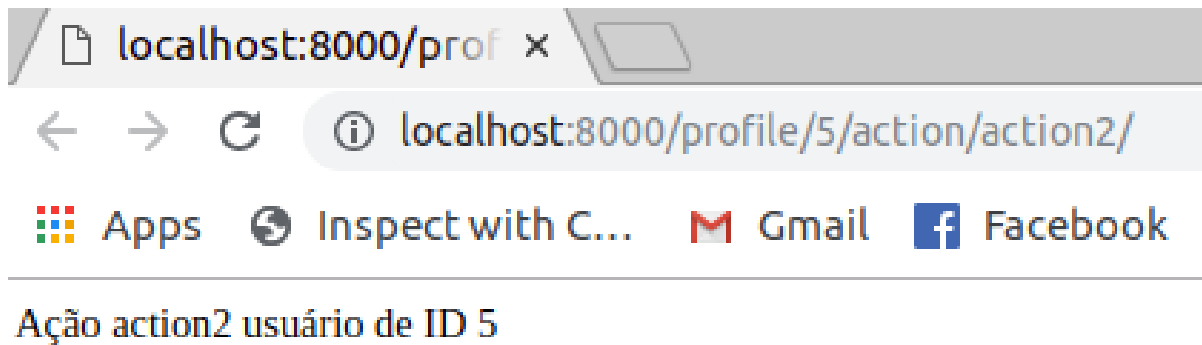 localhost:8000/prof
localhost:8000/profile/5/action/action2/
Apps Inspect with C... Gmail Facebook
Ação action2 usuário de ID 5